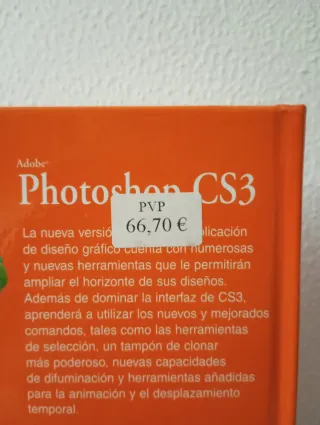 Adobe®
Photoshop CS3
PVP
66,70 €
La nueva versión plicación
de diseño gráfico cuenta con numerosas
y nuevas herramientas que le permitirán
ampliar el horizonte de sus diseños.
Además de dominar la interfaz de CS3,
aprenderá a utilizar los nuevos y mejorados
comandos, tales como las herramientas
de selección, un tampón de clonar
más poderoso, nuevas capacidades
de difuminación y herramientas añadidas
para la animación y el desplazamiento
temporal.